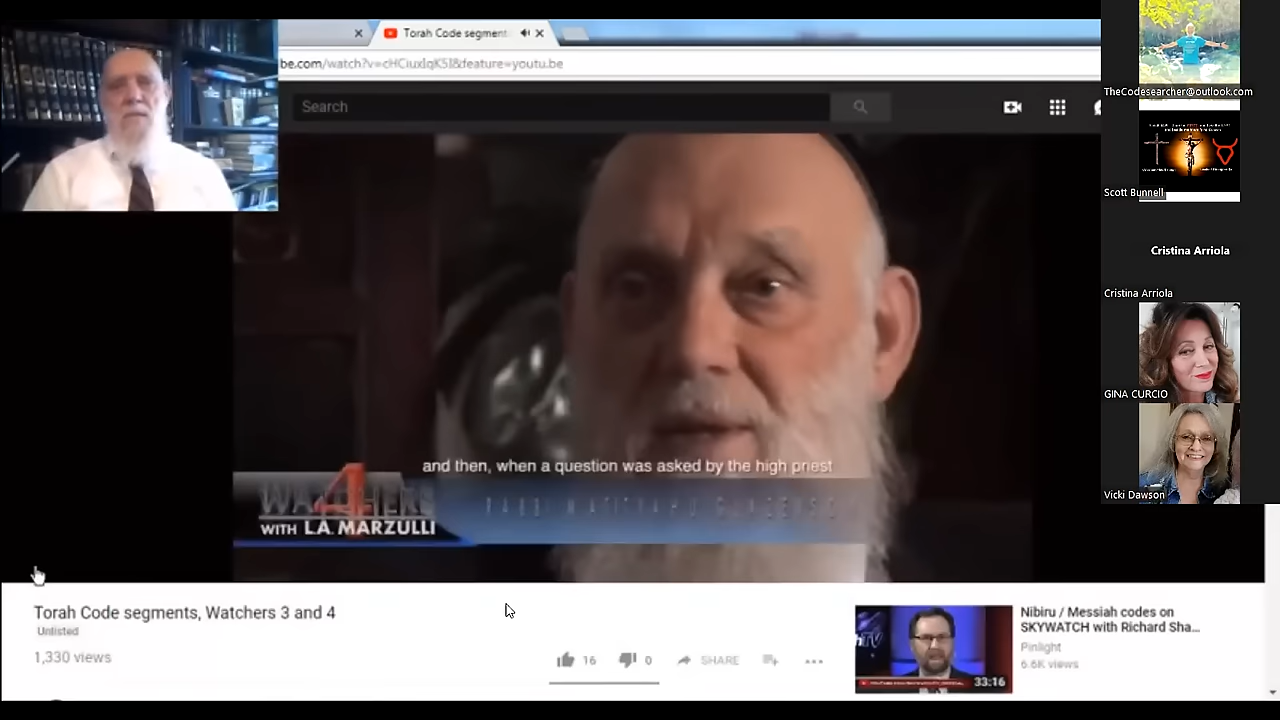 Torah Code segment
be.com/watch?v=cHCiuxlqK5I&feature=youtu.be
Search
and then, when a question was asked by the high priest
WATCHERS 4
WITH L.A. MARZULLI
Torah Code segments, Watchers 3 and 4
Unlisted
1,330 views
16
0
SHARE
Nibiru / Messiah codes on
SKYWATCH with Richard Sha...
Pinlight
6.6K views
33:16
TheCodesearcher@outlook.com
Scott Bunnell
Cristina Arriola
Cristina Arriola
GINA CURCIO
Vicki Dawson